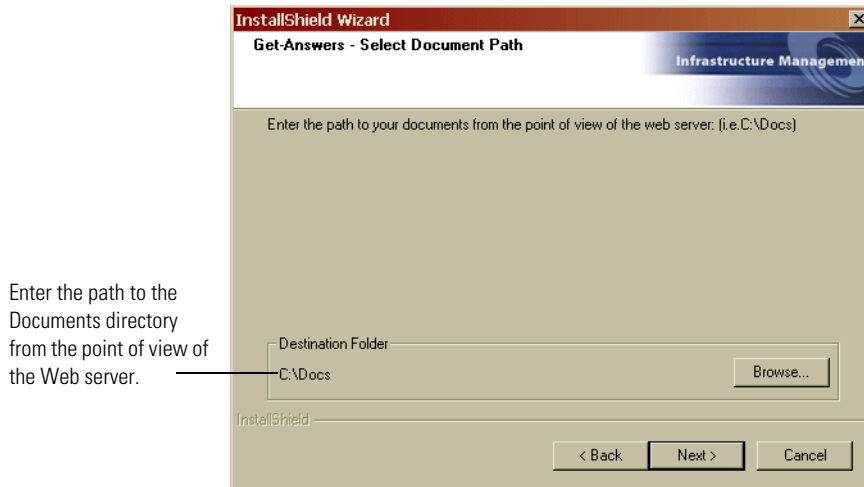 InstallShield Wizard
Get-Answers - Select Document Path
Infrastructure Managemen
Enter the path to your documents from the point of view of the web server: (i.e.C:\Docs)
Enter the path to the
Documents directory
from the point of view of
the Web server.
Destination Folder
C:\Docs
Browse...
InstallShield
< Back
Next >
Cancel